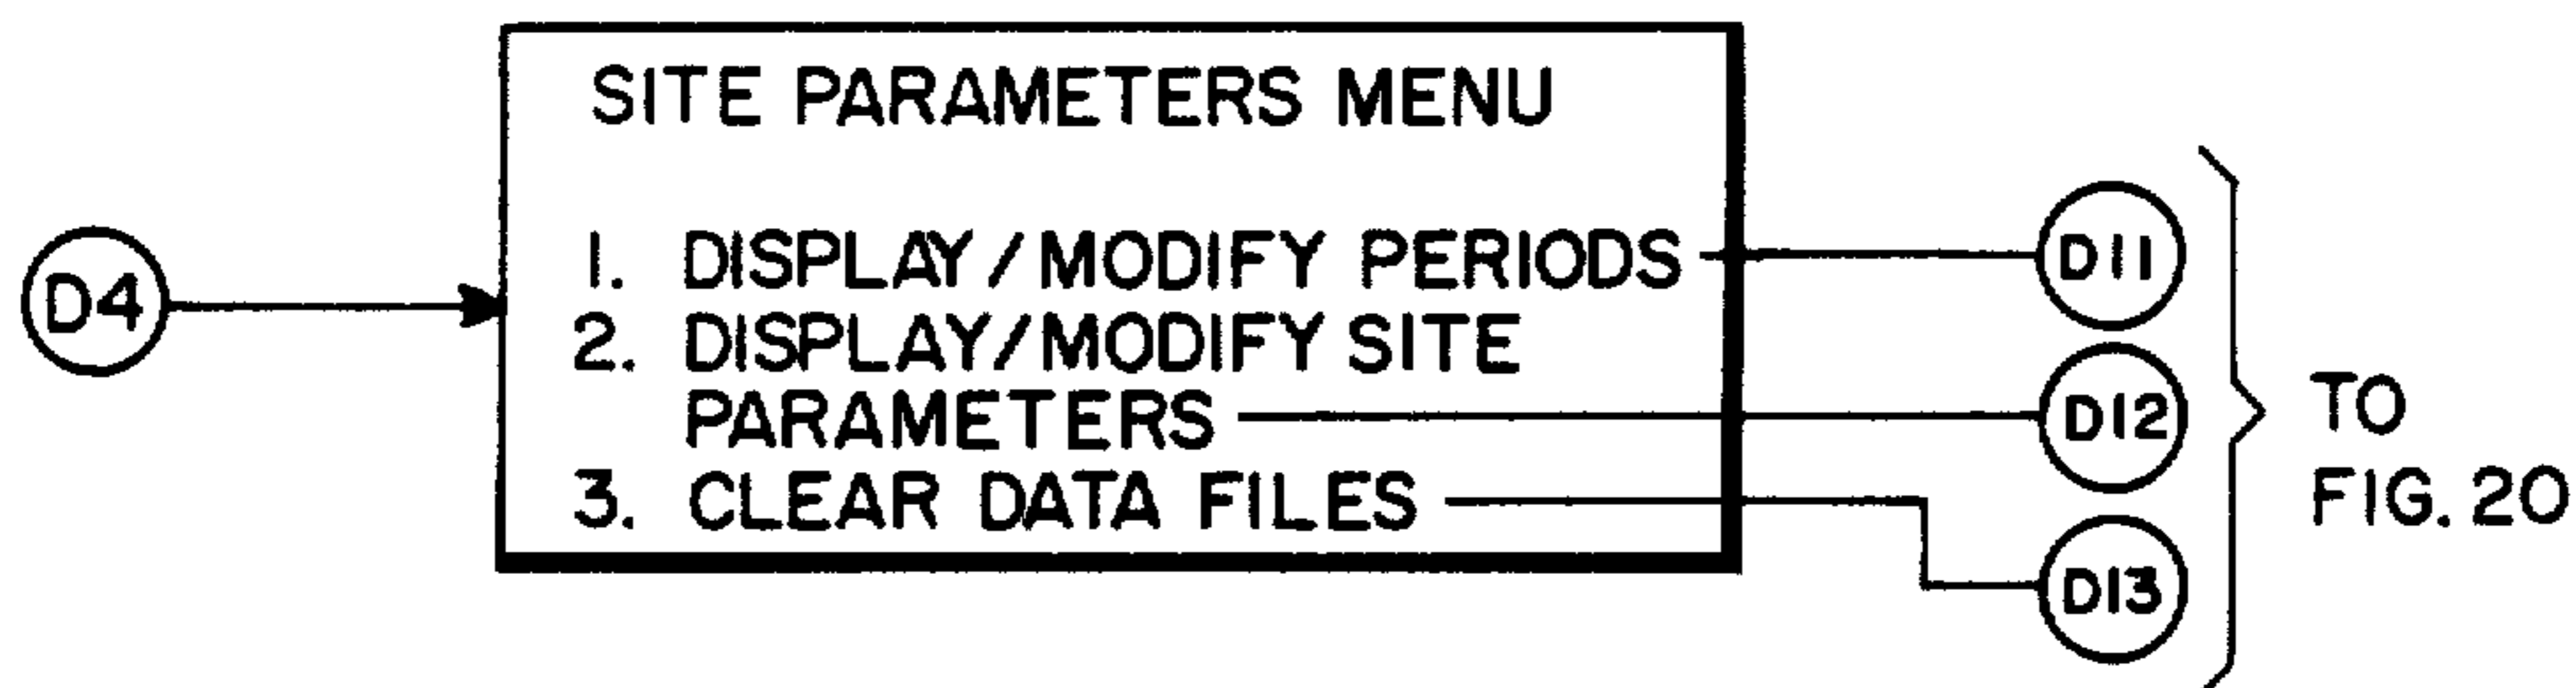 SITE PARAMETERS MENU
D4
1. DISPLAY/MODIFY PERIODS
2. DISPLAY/MODIFY SITE
PARAMETERS
3. CLEAR DATA FILES
D11
D12
D13
TO
FIG. 20